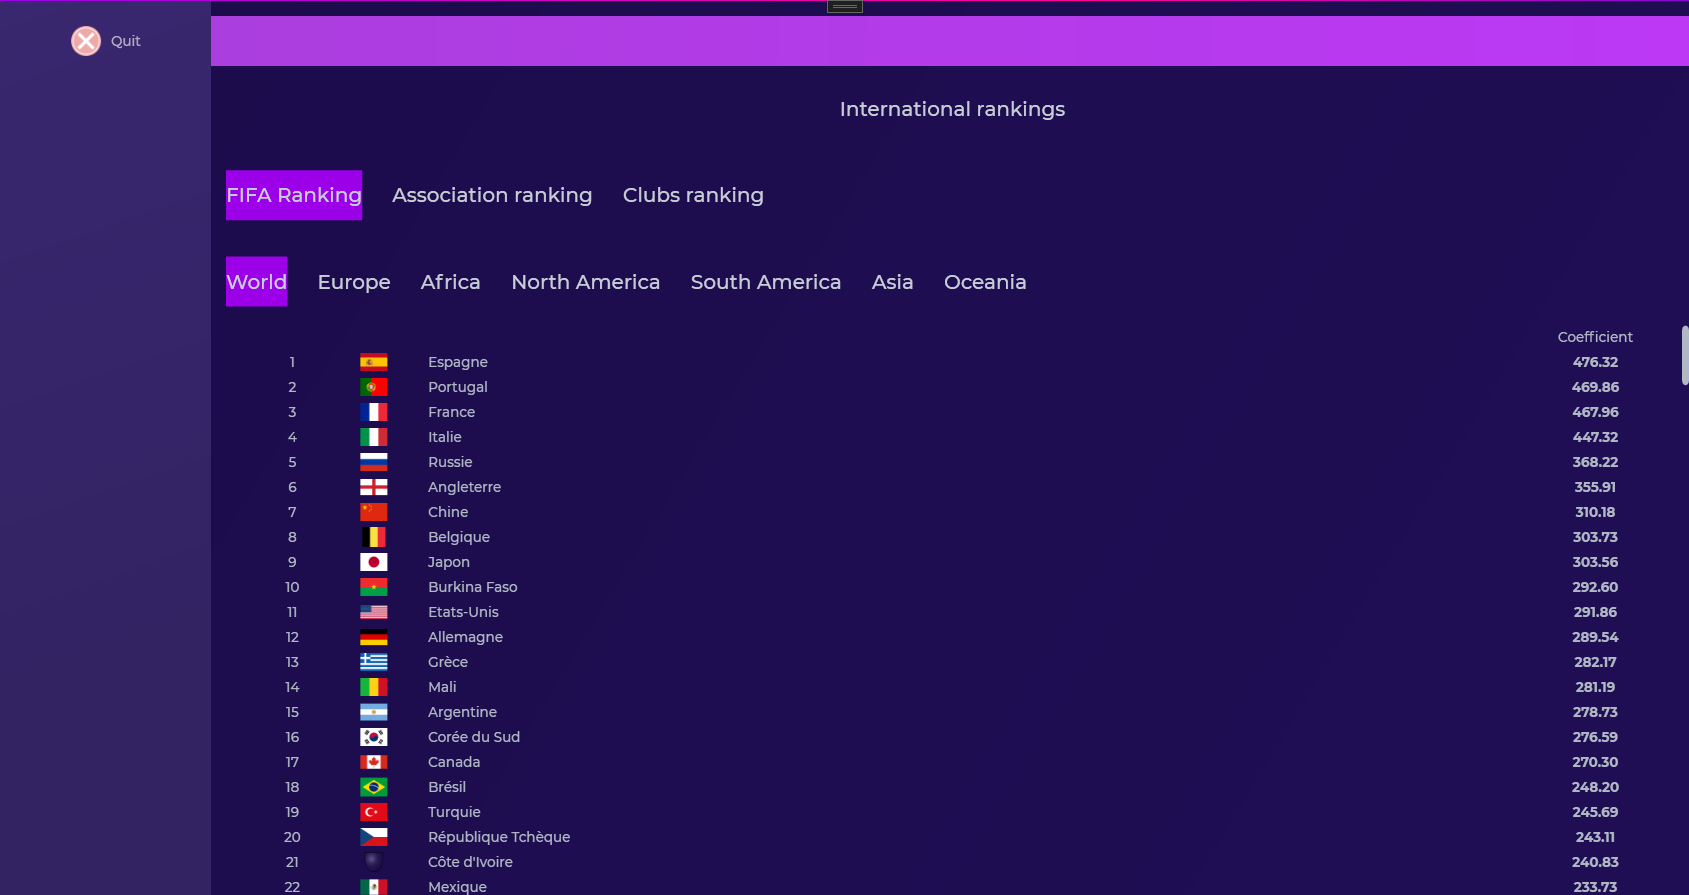 Quit
International rankings
FIFA Ranking Association ranking Clubs ranking
World Europe Africa North America South America Asia Oceania
Coefficient
1 Espagne 476.32
2 Portugal 469.86
3 France 467.96
4 Italie 447.32
5 Russie 368.22
6 Angleterre 355.91
7 Chine 310.18
8 Belgique 303.73
9 Japon 303.56
10 Burkina Faso 292.60
11 Etats-Unis 291.86
12 Allemagne 289.54
13 Grèce 282.17
14 Mali 281.19
15 Argentine 278.73
16 Corée du Sud 276.59
17 Canada 270.30
18 Brésil 248.20
19 Turquie 245.69
20 République Tchèque 243.11
21 Côte d'Ivoire 240.83
22 Mexique 233.73